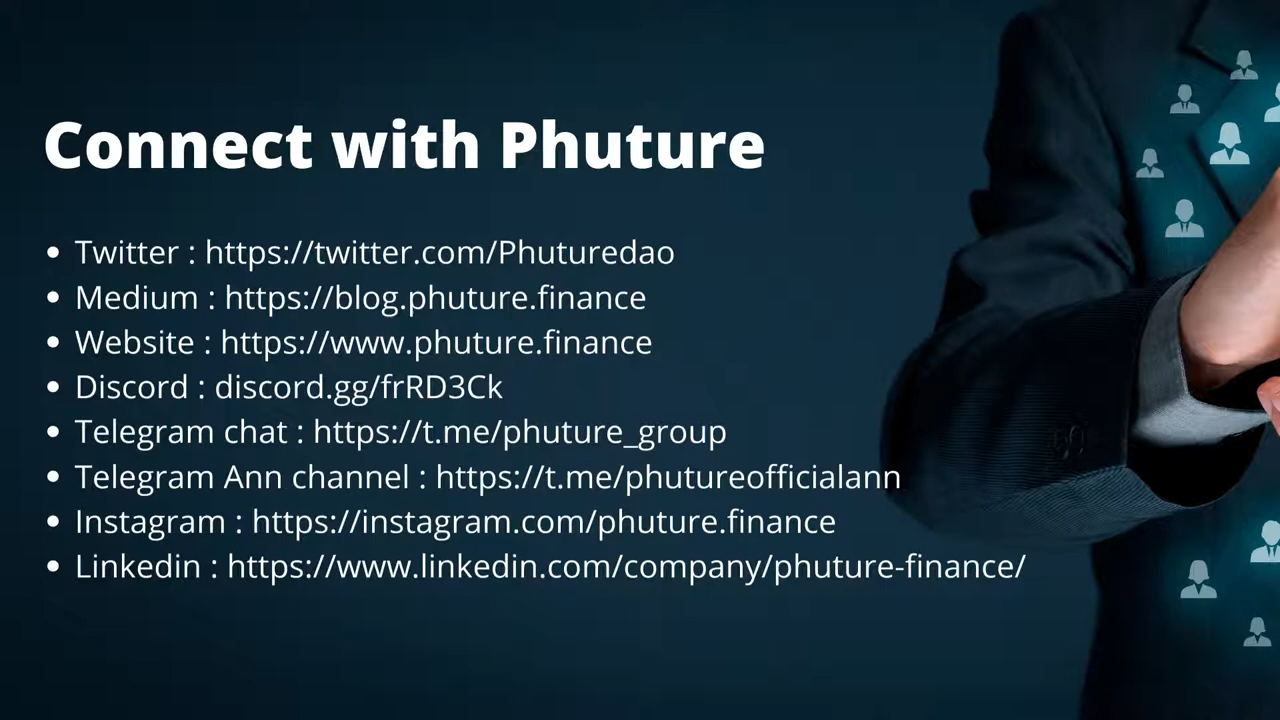 Connect with Phuture
• Twitter : https://twitter.com/Phuturedao
• Medium : https://blog.phuture.finance
• Website : https://www.phuture.finance
• Discord : discord.gg/frRD3Ck
• Telegram chat : https://t.me/phuture_group
• Telegram Ann channel : https://t.me/phutureofficialann
• Instagram : https://instagram.com/phuture.finance
• Linkedin : https://www.linkedin.com/company/phuture-finance/